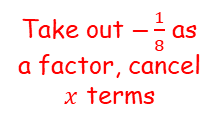 Take out −1/8 as
a factor, cancel
x terms